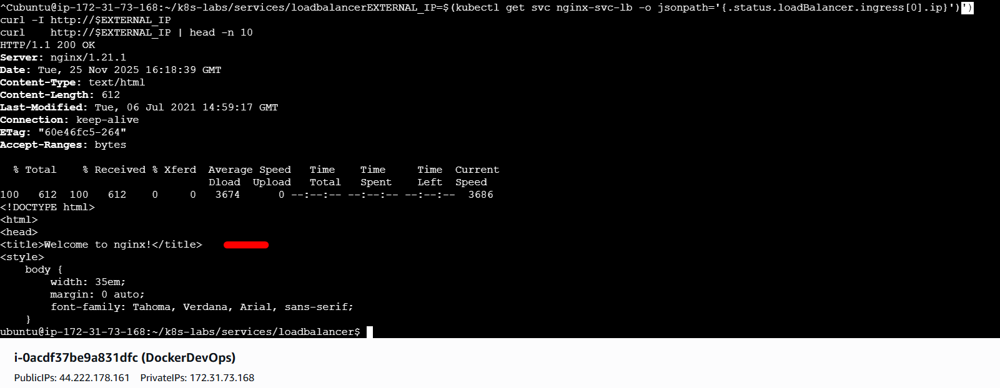 ^Cubuntu@ip-172-31-73-168:~/k8s-labs/services/loadbalancerEXTERNAL_IP=$(kubectl get svc nginx-svc-lb -o jsonpath='{.status.loadBalancer.ingress[0].ip}')')
curl -I http://$EXTERNAL_IP
curl    http://$EXTERNAL_IP | head -n 10
HTTP/1.1 200 OK
Server: nginx/1.21.1
Date: Tue, 25 Nov 2025 16:18:39 GMT
Content-Type: text/html
Content-Length: 612
Last-Modified: Tue, 06 Jul 2021 14:59:17 GMT
Connection: keep-alive
ETag: "60e46fc5-264"
Accept-Ranges: bytes
  % Total    % Received % Xferd  Average Speed   Time    Time     Time  Current
                                 Dload  Upload   Total   Spent    Left  Speed
100   612  100   612    0     0   3674      0 --:--:-- --:--:-- --:--:--  3686
<!DOCTYPE html>
<html>
<head>
<title>Welcome to nginx!</title>
<style>
    body {
        width: 35em;
        margin: 0 auto;
        font-family: Tahoma, Verdana, Arial, sans-serif;
    }
ubuntu@ip-172-31-73-168:~/k8s-labs/services/loadbalancer$
i-0acdf37be9a831dfc (DockerDevOps)
PublicIPs: 44.222.178.161    PrivateIPs: 172.31.73.168